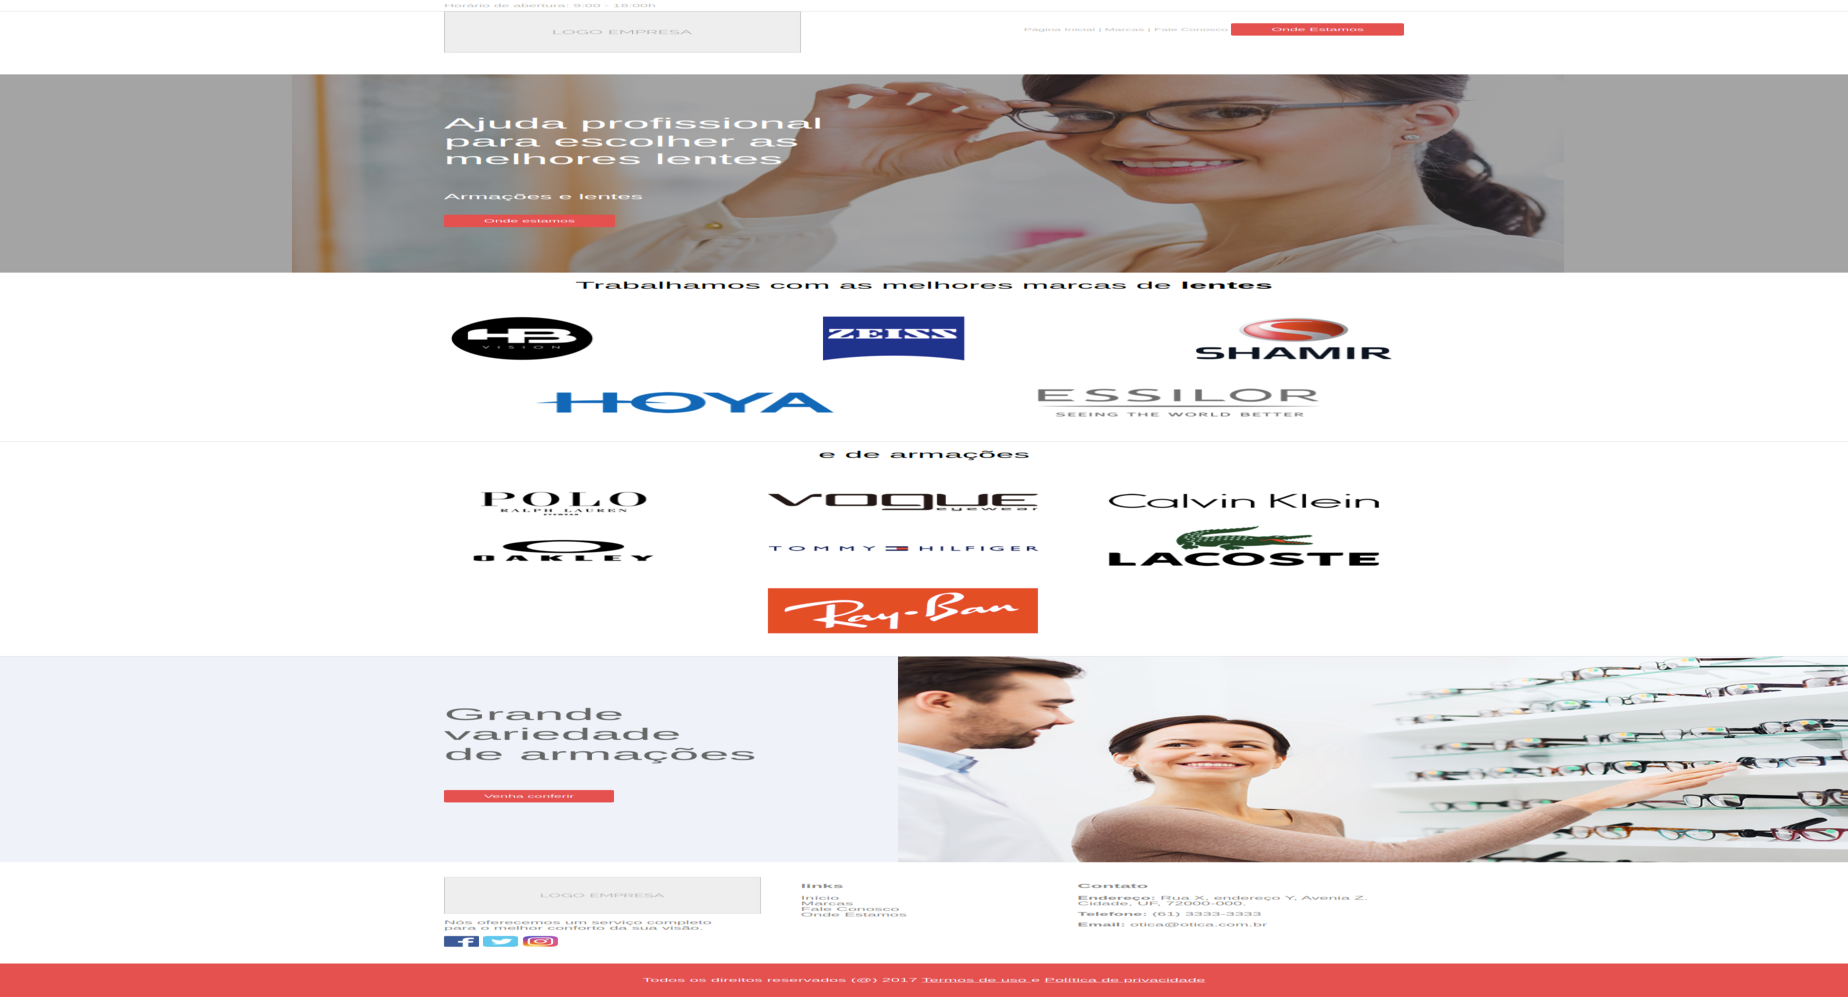 Horário de abertura: 9:00 - 18:00h
LOGO EMPRESA
Página Inicial | Marcas | Fale Conosco
Onde Estamos
Ajuda profissional
para escolher as
melhores lentes
Armações e lentes
Onde estamos
Trabalhamos com as melhores marcas de lentes
HB
VISION
ZEISS
SHAMIR
HOYA
ESSILOR
SEEING THE WORLD BETTER
e de armações
POLO
RALPH LAUREN
VOGUE
eyewear
Calvin Klein
OAKLEY
TOMMY HILFIGER
LACOSTE
Ray-Ban
Grande
variedade
de armações
Venha conferir
LOGO EMPRESA
Nós oferecemos um serviço completo
para o melhor conforto da sua visão.
links
Início
Marcas
Fale Conosco
Onde Estamos
Contato
Endereço: Rua X, endereço Y, Avenia Z.
Cidade, UF, 72000-000.
Telefone: (61) 3333-3333
Email: otica@otica.com.br
Todos os direitos reservados (@) 2017 Termos de uso e Política de privacidade